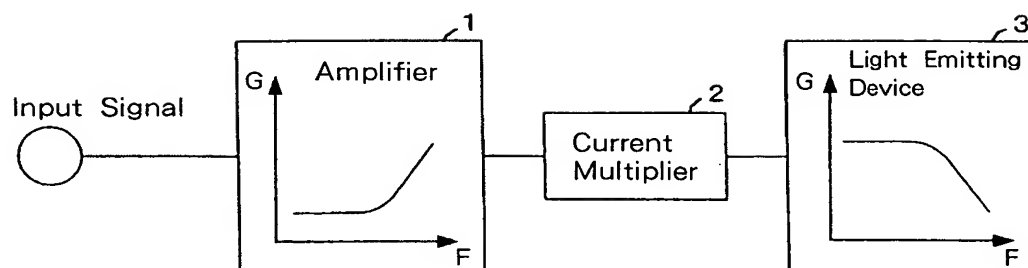 Input Signal
1
Amplifier
G
F
2
Current
Multiplier
3
Light Emitting
Device
G
F